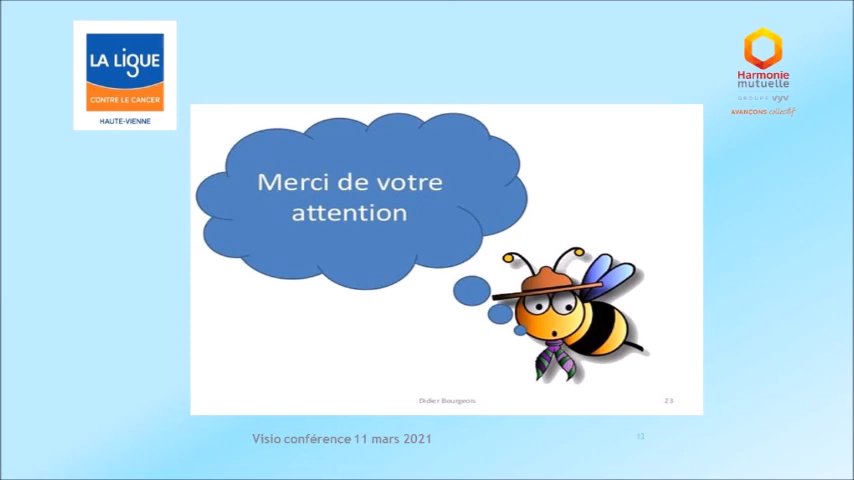 LA LIGUE
CONTRE LE CANCER
HAUTE-VIENNE
Harmonie
mutuelle
GROUPE vyv
AVANÇONS collectif
Merci de votre
attention
Didier Bourgeois
23
Visio conférence 11 mars 2021
13